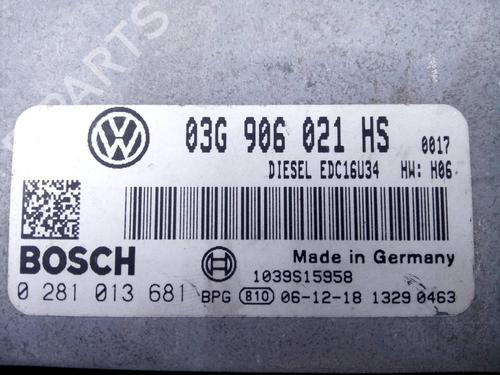 PARTS
03G 906 021 HS 0017
DIESEL EDC16U34 HW: H06
BOSCH
Made in Germany
1039S15958
0 281 013 681 BPG 810 06-12-18 1329 0463